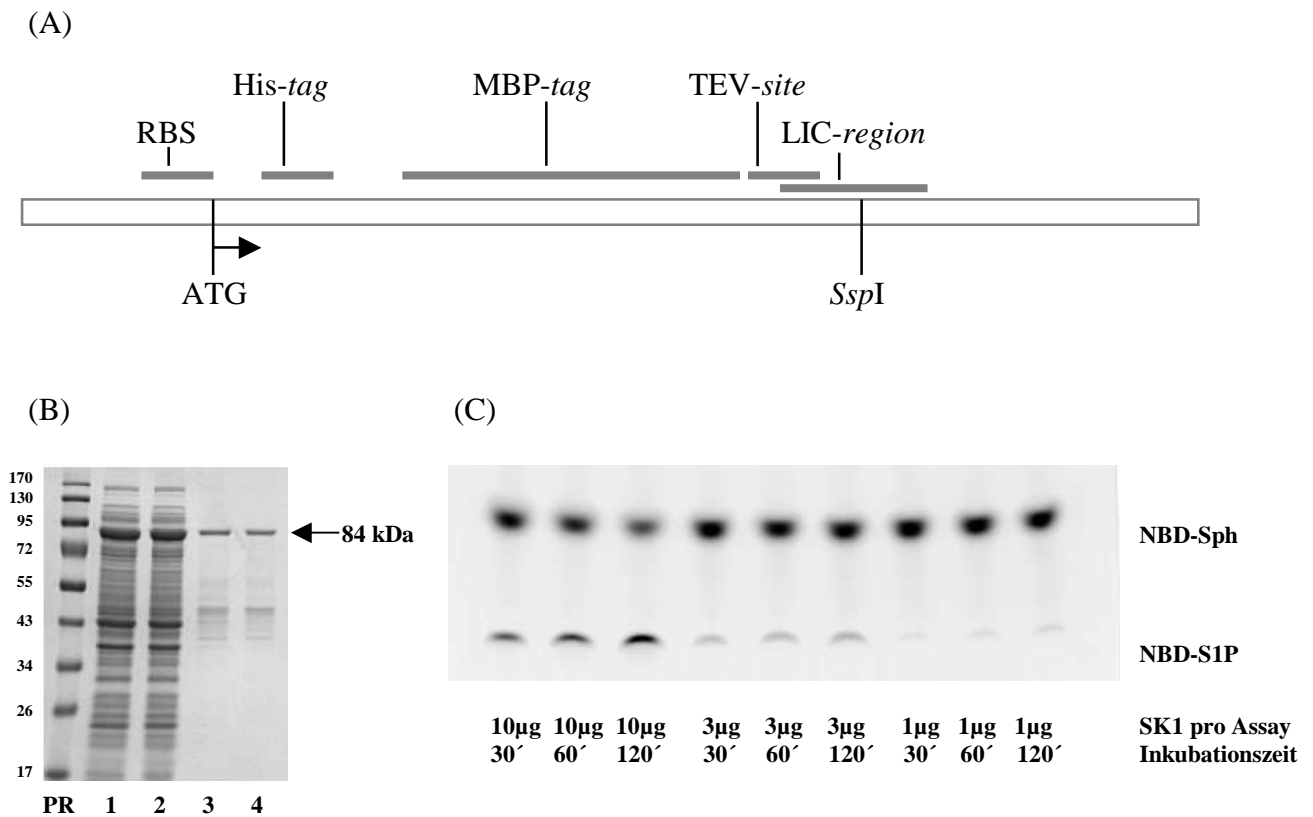 (A)
His-tag MBP-tag TEV-site
RBS LIC-region
ATG SspI
(B) (C)
170
130
95
72
55
43
34
26
17
84 kDa
PR 1 2 3 4
NBD-Sph
NBD-S1P
10µg 10µg 10µg 3µg 3µg 3µg 1µg 1µg 1µg SK1 pro Assay
30´ 60´ 120´ 30´ 60´ 120´ 30´ 60´ 120´ Inkubationszeit